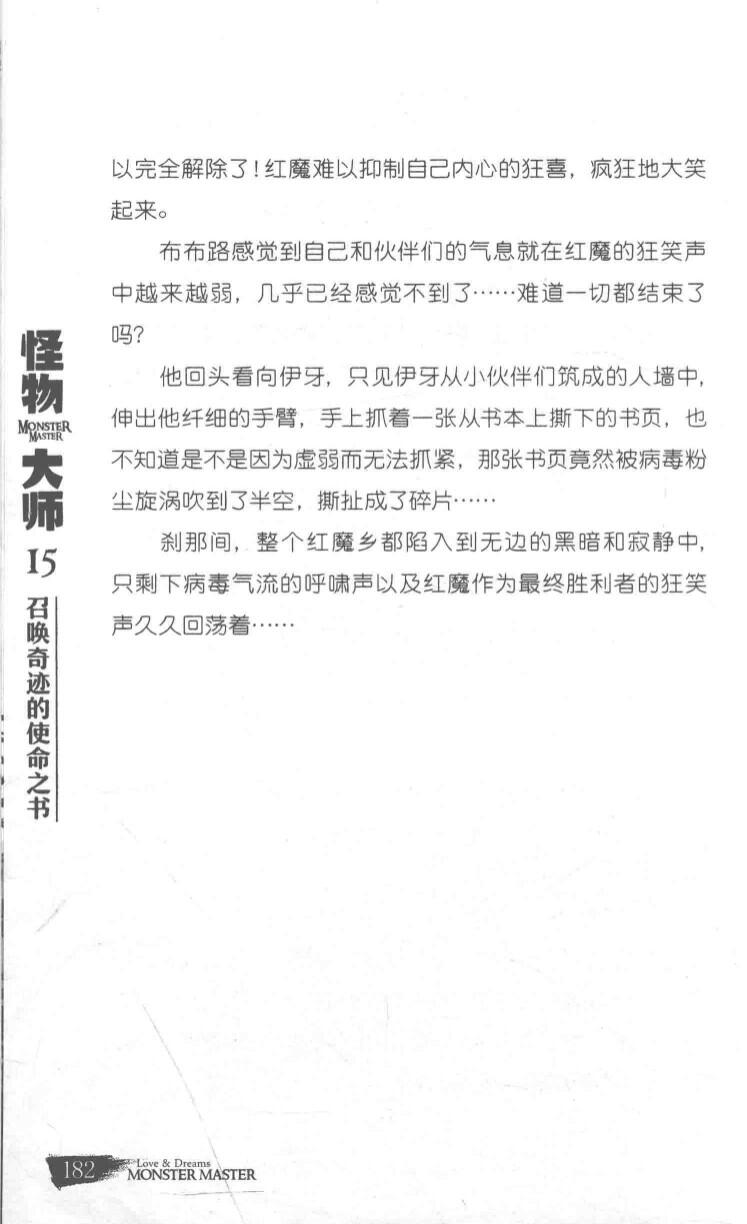 以完全解除了!红魔难以抑制自己内心的狂喜，疯狂地大笑
起来。
布布路感觉到自己和伙伴们的气息就在红魔的狂笑声
中越来越弱，几乎已经感觉不到了……难道一切都结束了
吗?
他回头看向伊牙，只见伊牙从小伙伴们筑成的人墙中，
伸出他纤细的手臂，手上抓着一张从书本上撕下的书页，也
不知道是不是因为虚弱而无法抓紧，那张书页竟然被病毒粉
尘旋涡吹到了半空，撕扯成了碎片……
刹那间，整个红魔乡都陷入到无边的黑暗和寂静中，
只剩下病毒气流的呼啸声以及红魔作为最终胜利者的狂笑
声久久回荡着……
怪物
MONSTER
MASTER
大师
15
召唤奇迹的使命之书
182
Love & Dreams
MONSTER MASTER